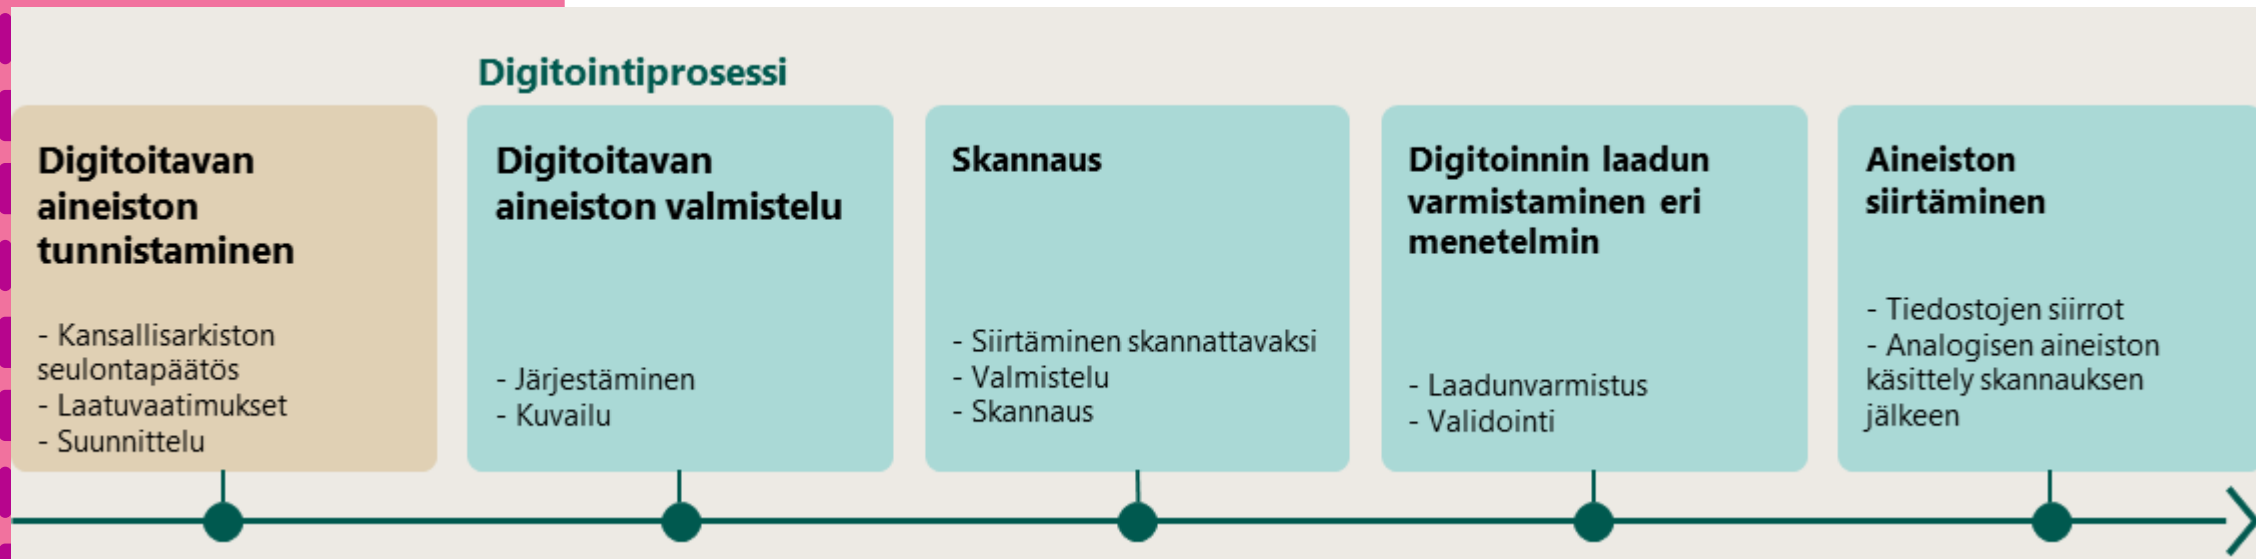 Digitointiprosessi
Digitoitavan
aineiston
tunnistaminen
- Kansallisarkiston
seulontapäätös
- Laatuvaatimukset
- Suunnittelu
Digitoitavan
aineiston valmistelu
- Järjestäminen
- Kuvailu
Skannaus
- Siirtäminen skannattavaksi
- Valmistelu
- Skannaus
Digitoinnin laadun
varmistaminen eri
menetelmin
- Laadunvarmistus
- Validointi
Aineiston
siirtäminen
- Tiedostojen siirrot
- Analogisen aineiston
käsittely skannauksen
jälkeen